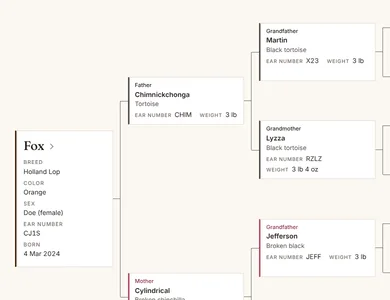 Fox >
BREED
Holland Lop
COLOR
Orange
SEX
Doe (female)
EAR NUMBER
CJ1S
BORN
4 Mar 2024
Father
Chimnickchonga
Tortoise
EAR NUMBER CHIM WEIGHT 3 lb
Mother
Cylindrical
Broken chinchilla
Grandfather
Martin
Black tortoise
EAR NUMBER X23 WEIGHT 3 lb
Grandmother
Lyzza
Black tortoise
EAR NUMBER RZLZ
WEIGHT 3 lb 4 oz
Grandfather
Jefferson
Broken black
EAR NUMBER JEFF WEIGHT 3 lb